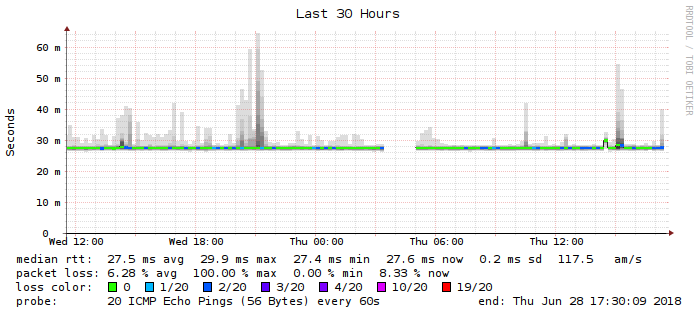 Last 30 Hours
RRDTOOL / TOBI OETIKER
Seconds
60 m
50 m
40 m
30 m
20 m
10 m
0
Wed 12:00 Wed 18:00 Thu 00:00 Thu 06:00 Thu 12:00
median rtt: 27.5 ms avg 29.9 ms max 27.4 ms min 27.6 ms now 0.2 ms sd 117.5 am/s
packet loss: 6.28 % avg 100.00 % max 0.00 % min 8.33 % now
loss color: 0 1/20 2/20 3/20 4/20 10/20 19/20
probe: 20 ICMP Echo Pings (56 Bytes) every 60s end: Thu Jun 28 17:30:09 2018